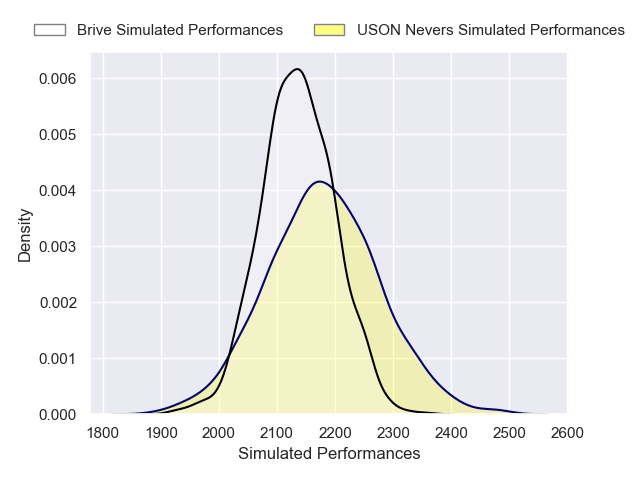 Brive Simulated Performances USON Nevers Simulated Performances
0.006
0.005
0.004
0.003
0.002
0.001
0.000
Density
1800 1900 2000 2100 2200 2300 2400 2500 2600
Simulated Performances